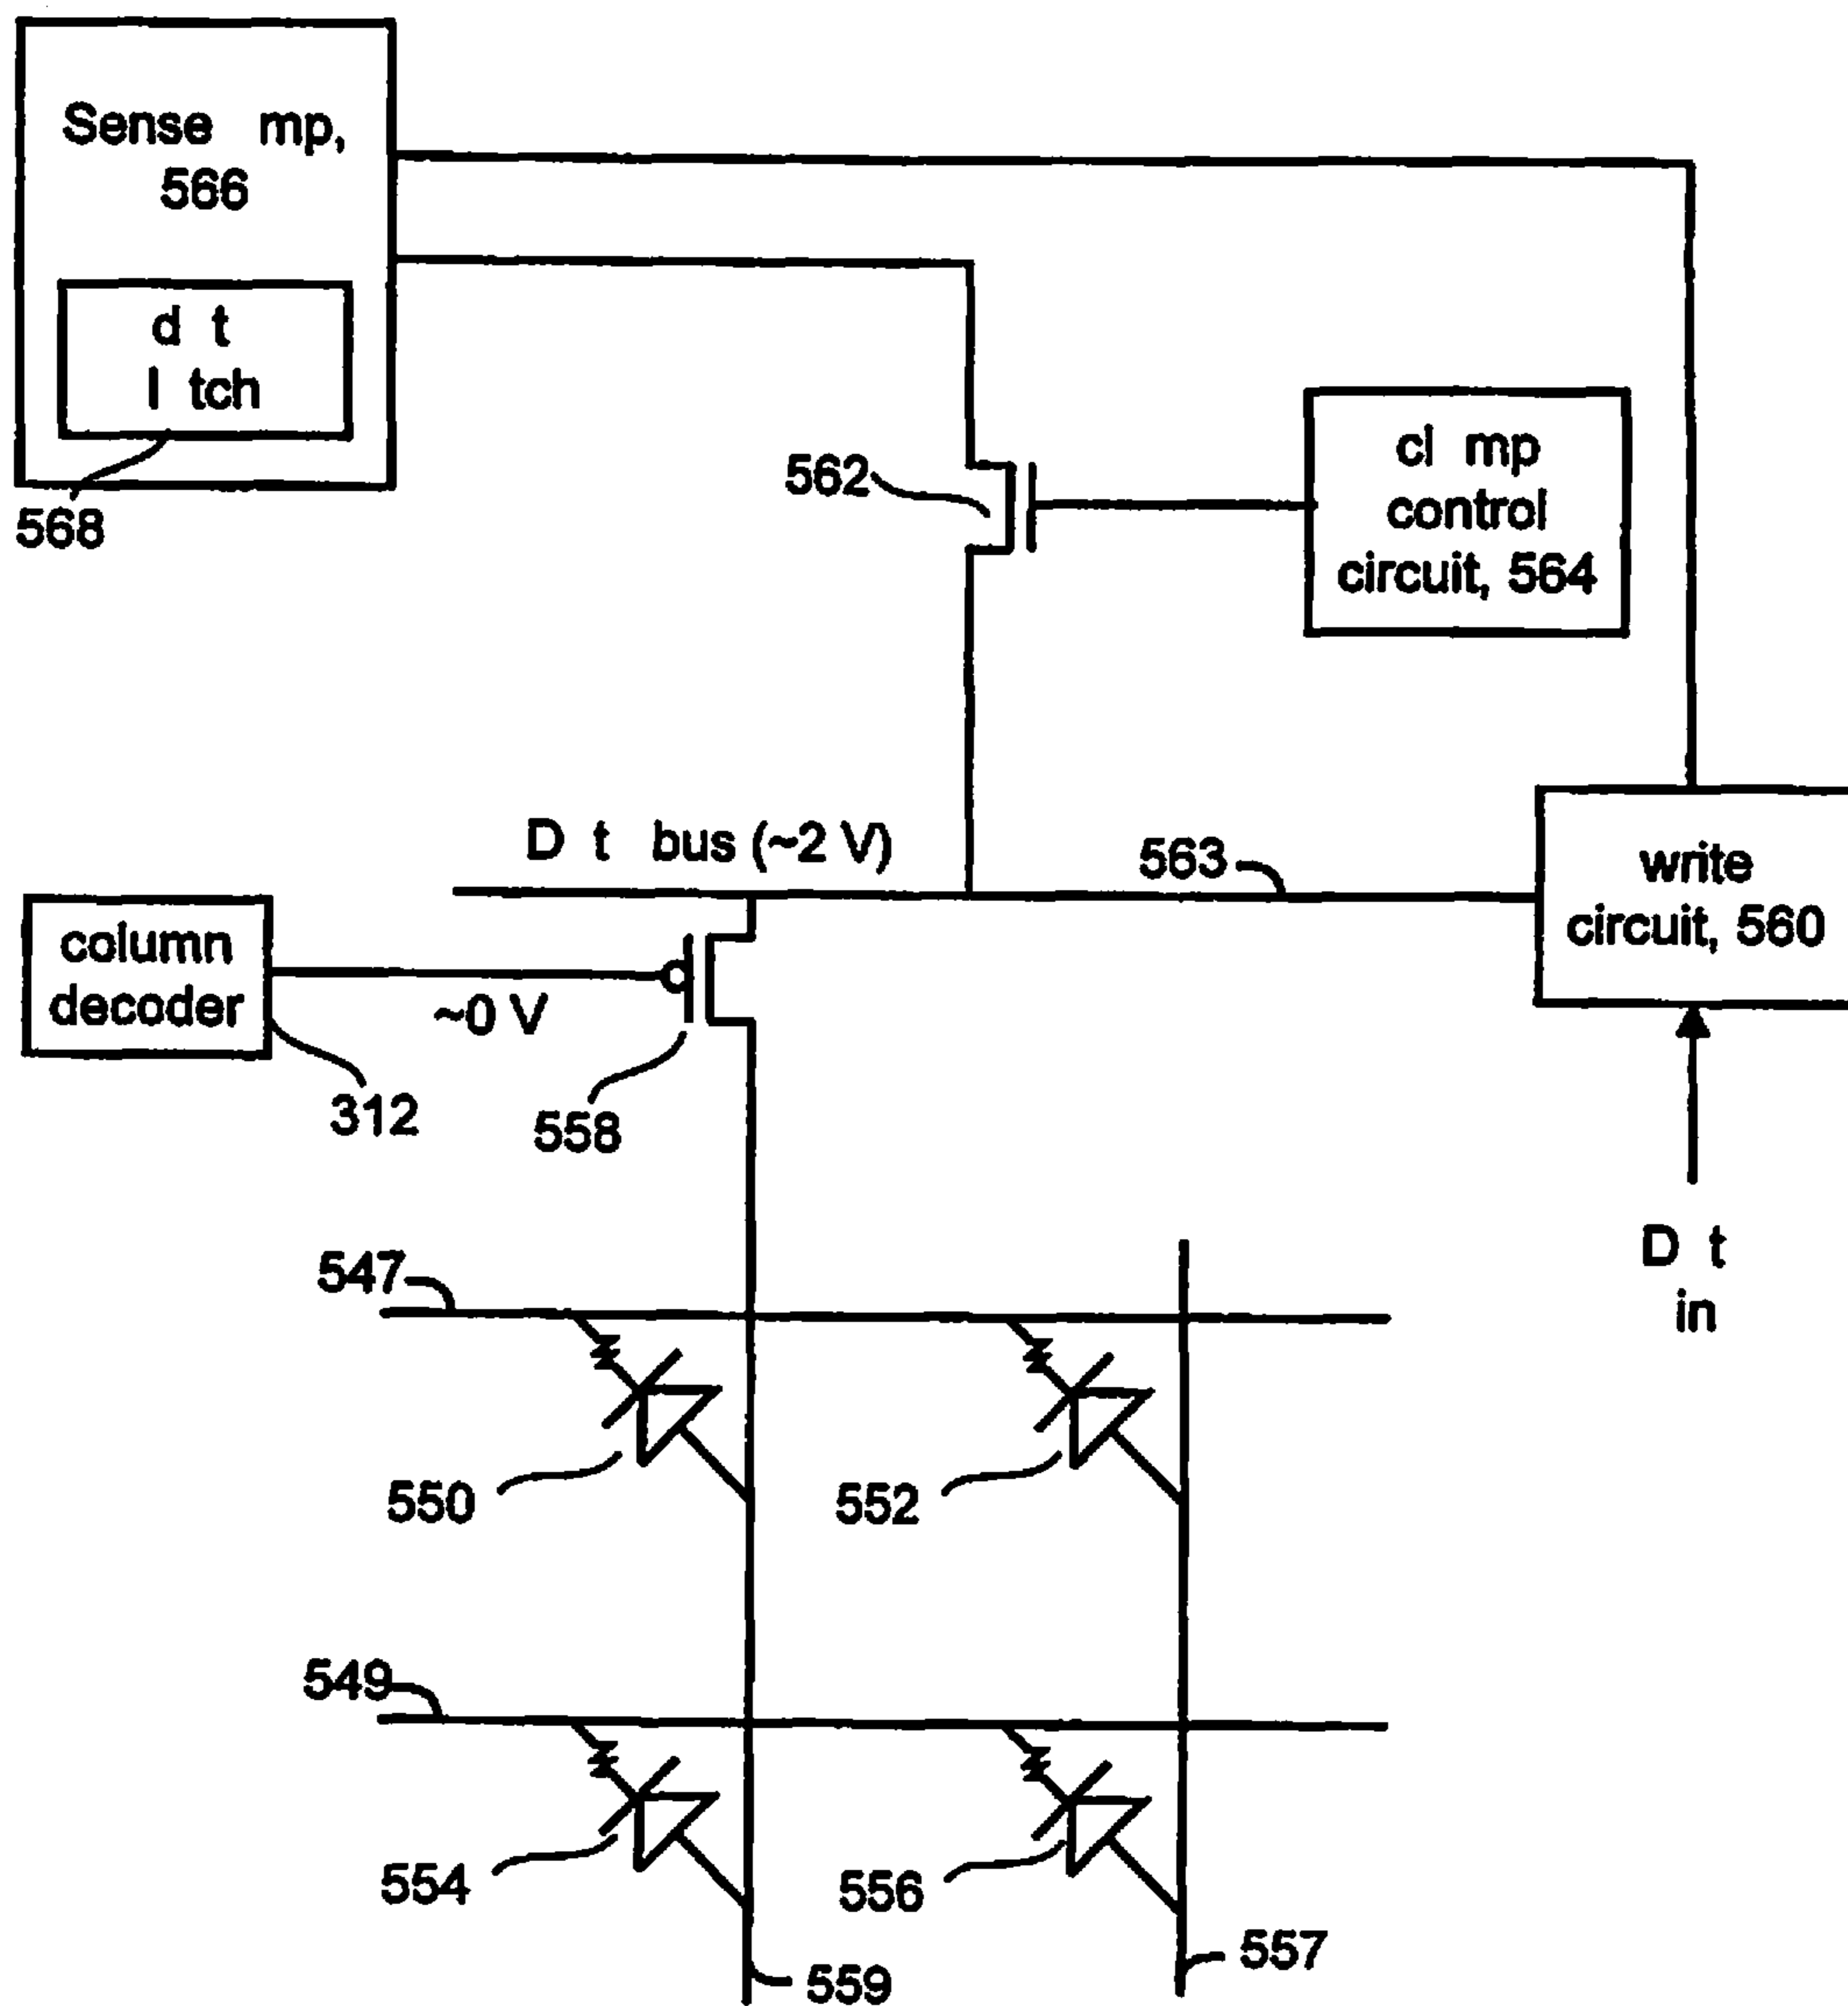 Sense mp,
566
d t
l tch
568
562
cl mp
control
circuit, 564
D t bus (~2 V)
563
write
circuit, 560
column
decoder
~0 V
312
558
D t
in
547
550
552
549
554
556
559
557